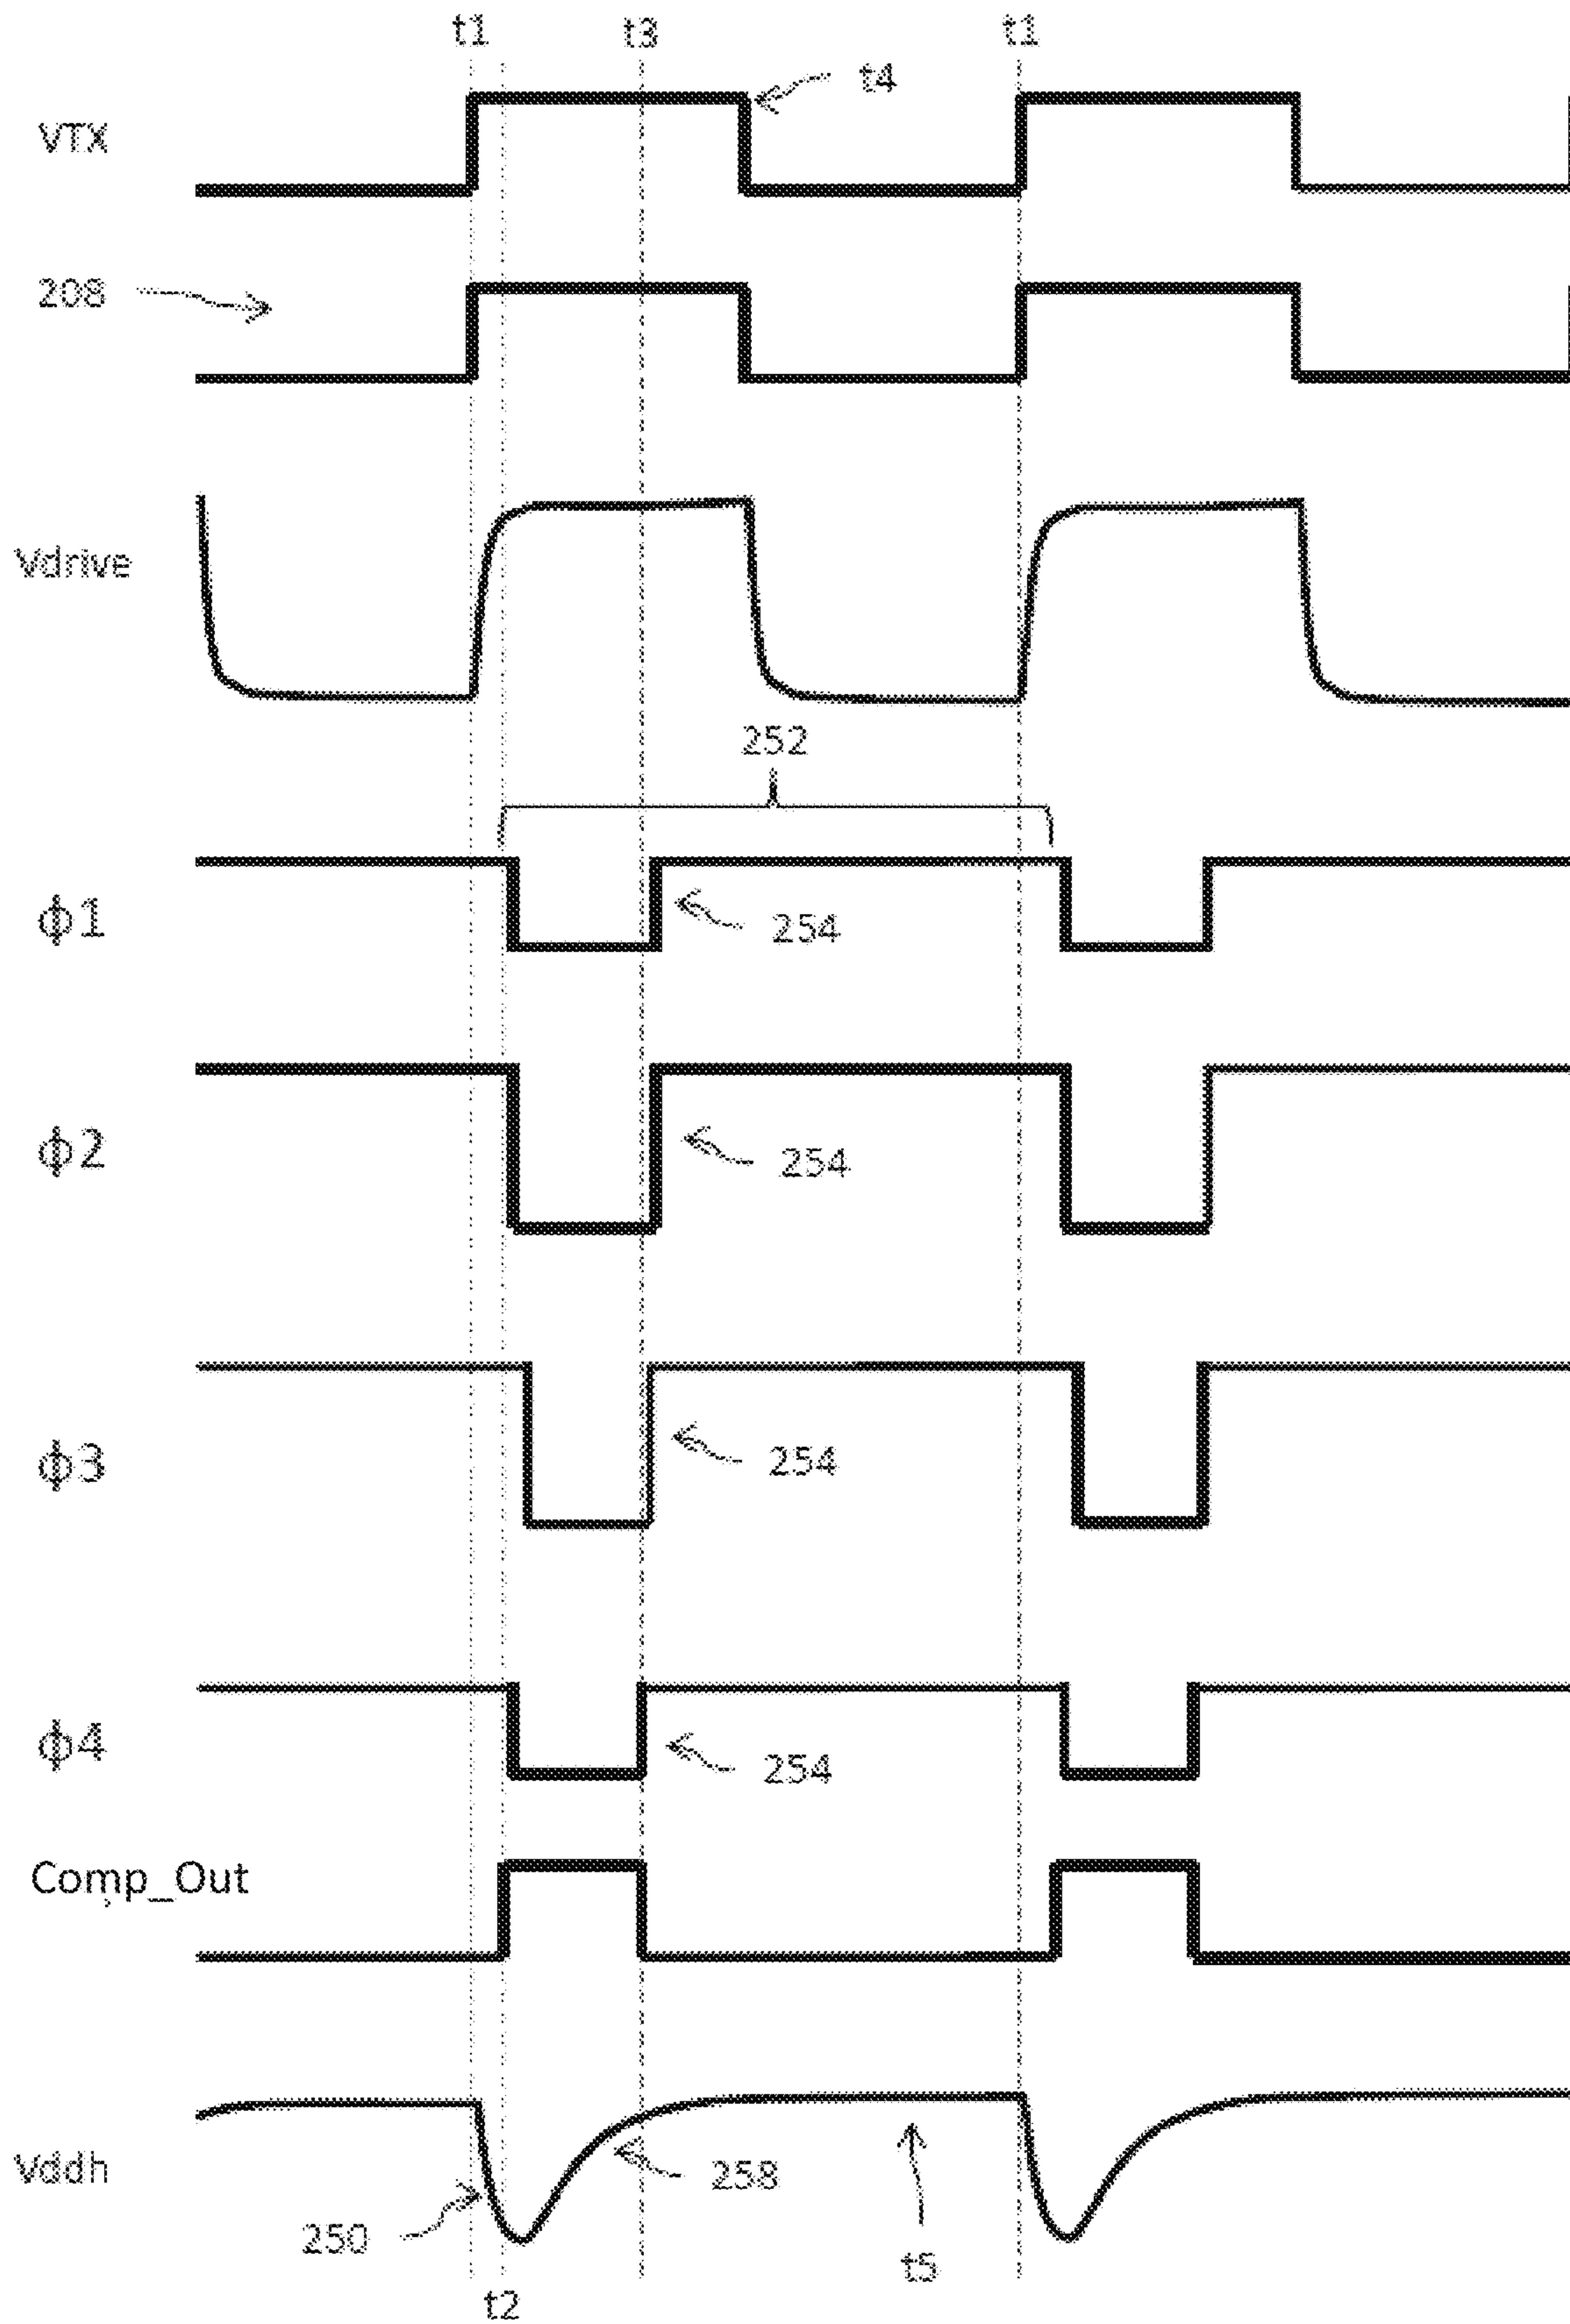 t1
t3
t1
t4
VTX
208
Vdrive
252
ϕ1
254
ϕ2
254
ϕ3
254
ϕ4
254
Comp_Out
Vddh
258
250
t5
t2